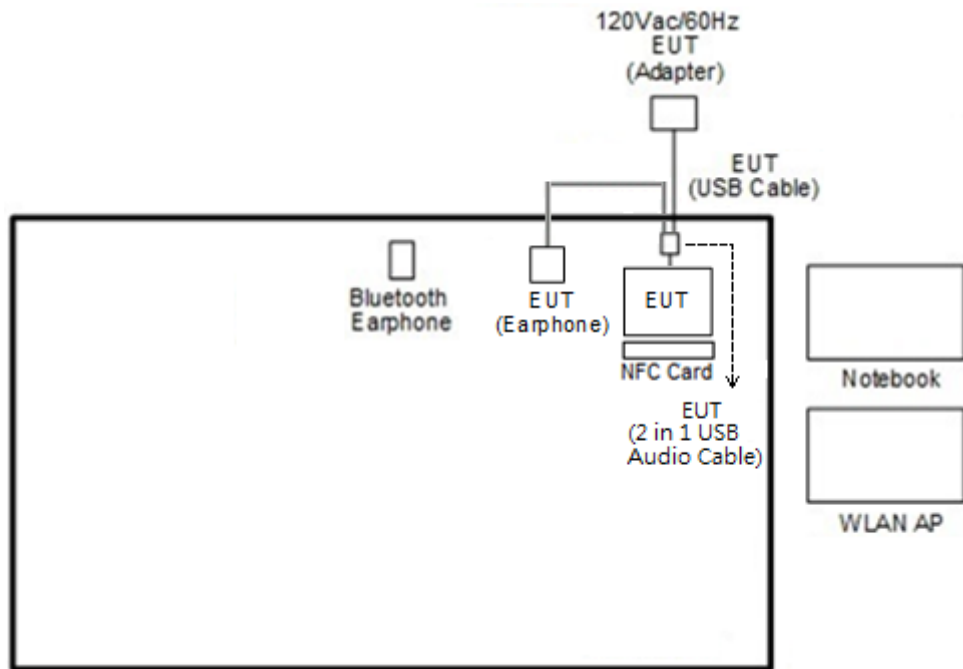 120Vac/60Hz
EUT
(Adapter)
EUT
(USB Cable)
Bluetooth
Earphone
EUT
(Earphone)
EUT
NFC Card
EUT
(2 in 1 USB
Audio Cable)
Notebook
WLAN AP